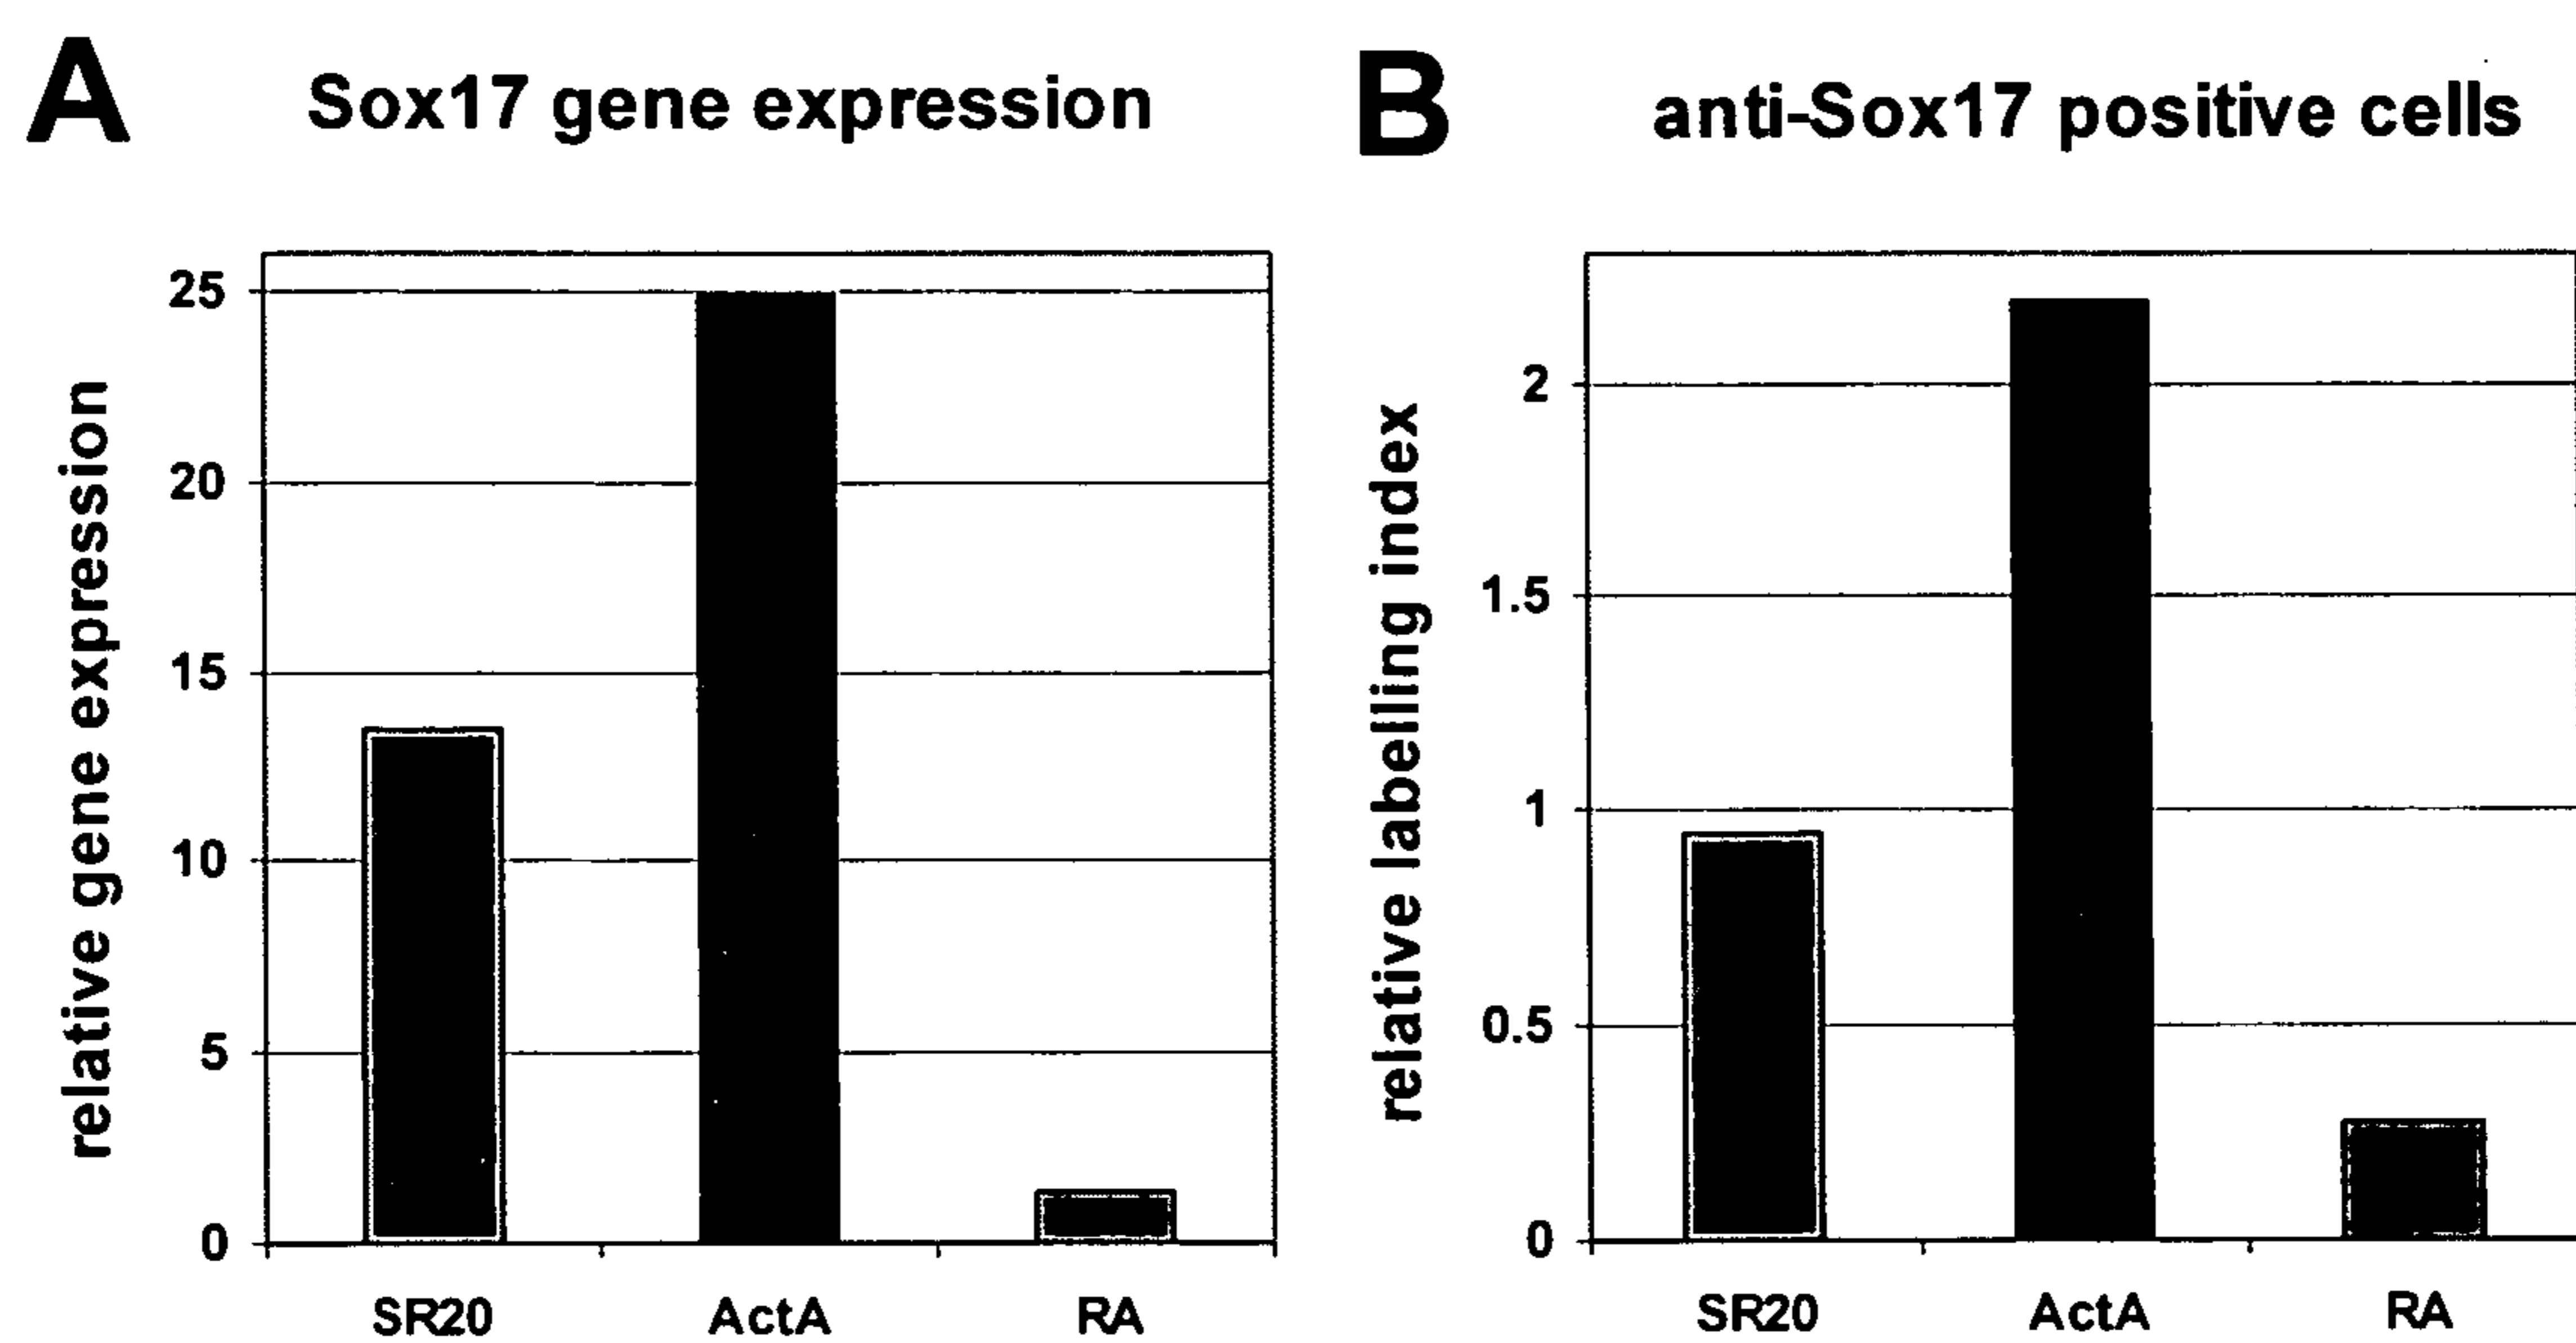 A
Sox17 gene expression
relative gene expression
25
20
15
10
5
0
SR20 ActA RA
B
anti-Sox17 positive cells
relative labelling index
2
1.5
1
0.5
0
SR20 ActA RA